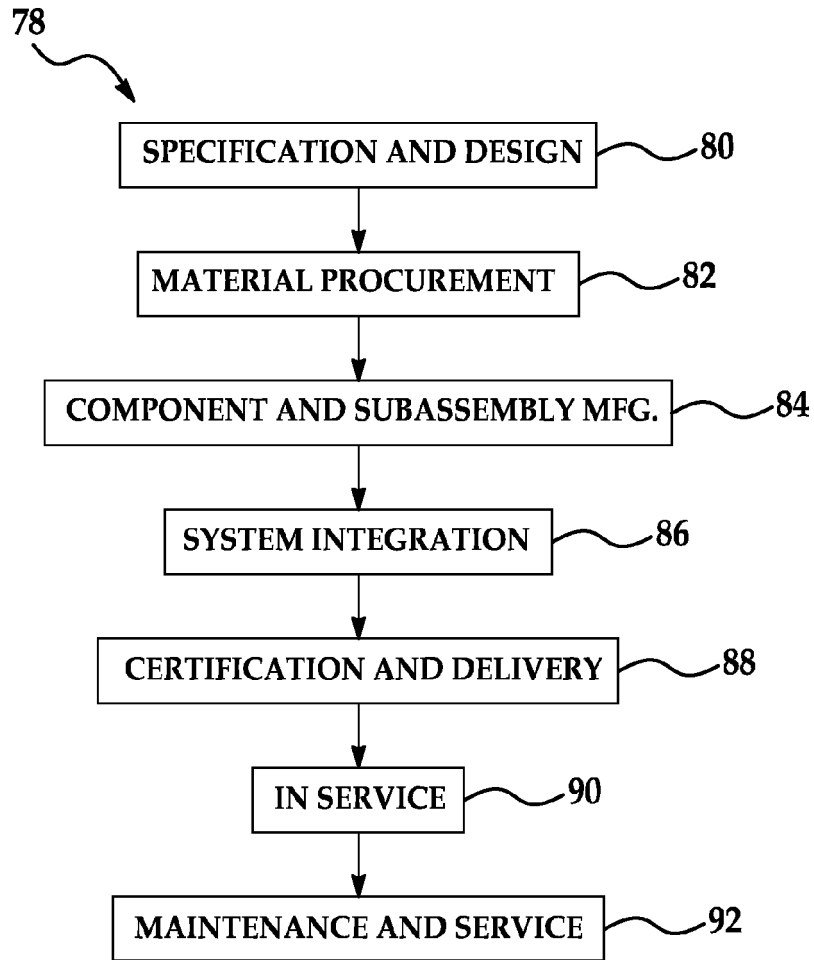 78
SPECIFICATION AND DESIGN 80
MATERIAL PROCUREMENT 82
COMPONENT AND SUBASSEMBLY MFG. 84
SYSTEM INTEGRATION 86
CERTIFICATION AND DELIVERY 88
IN SERVICE 90
MAINTENANCE AND SERVICE 92